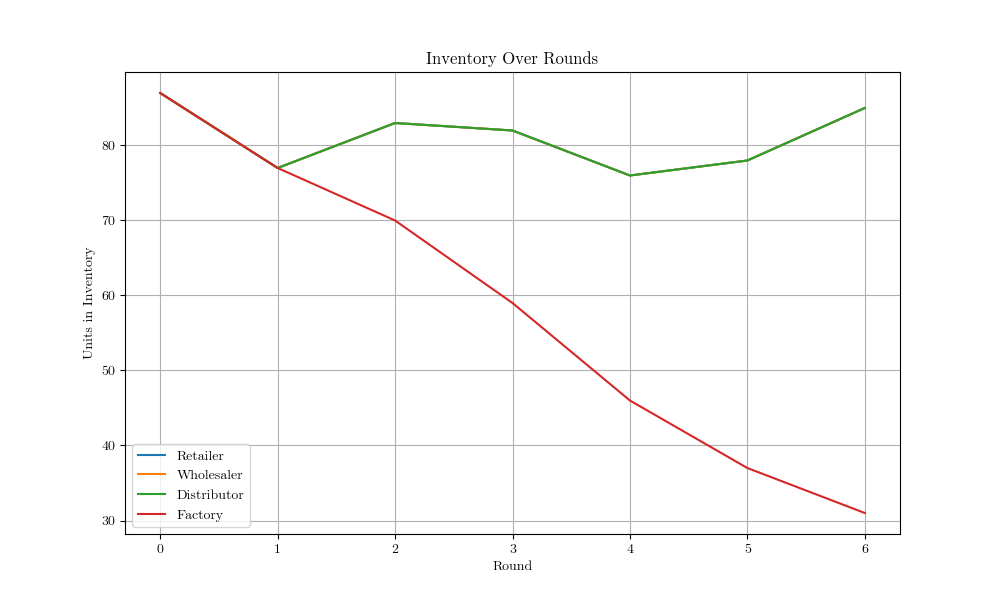 Inventory Over Rounds
Units in Inventory
80
70
60
50
40
30
Retailer
Wholesaler
Distributor
Factory
0 1 2 3 4 5 6
Round